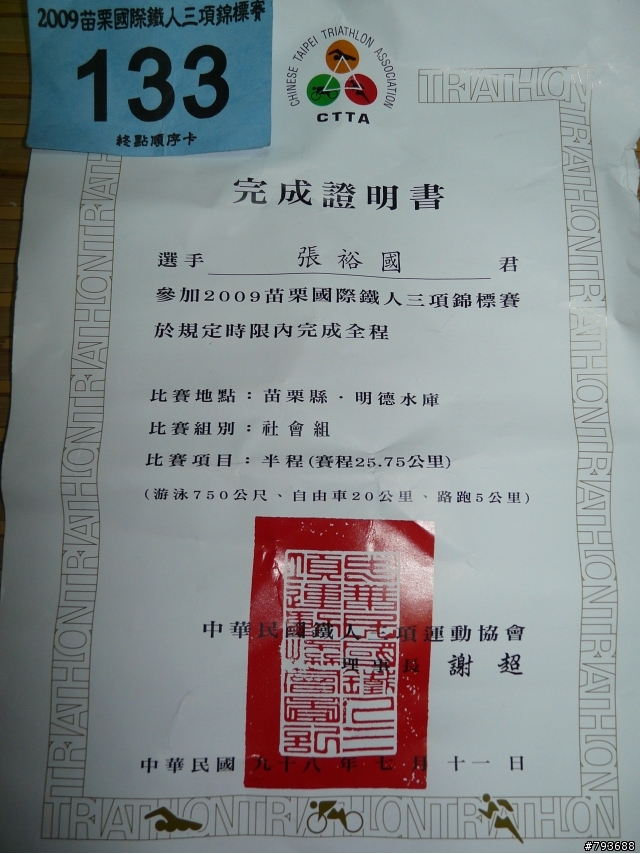 2009苗栗國際鐵人三項錦標賽
133
終點順序卡
CHINESE TAIPEI TRIATHLON ASSOCIATION
CTTA
TRIATHLON
完成證明書
選手 張裕國 君
參加2009苗栗國際鐵人三項錦標賽
於規定時限內完成全程
比賽地點：苗栗縣．明德水庫
比賽組別：社會組
比賽項目：半程(賽程25.75公里)
(游泳750公尺、自由車20公里、路跑5公里)
中華民國鐵人三項運動協會
理事長 謝超
中華民國九十八年七月十一日
TRIATHLONTRIATHLONTRIATHLON
#793688